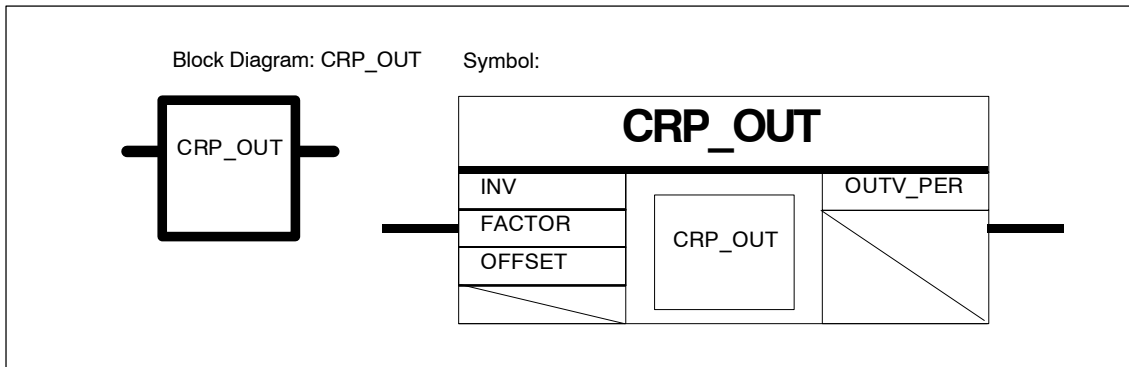 Block Diagram: CRP_OUT Symbol:
CRP_OUT
CRP_OUT
INV
OUTV_PER
FACTOR
CRP_OUT
OFFSET